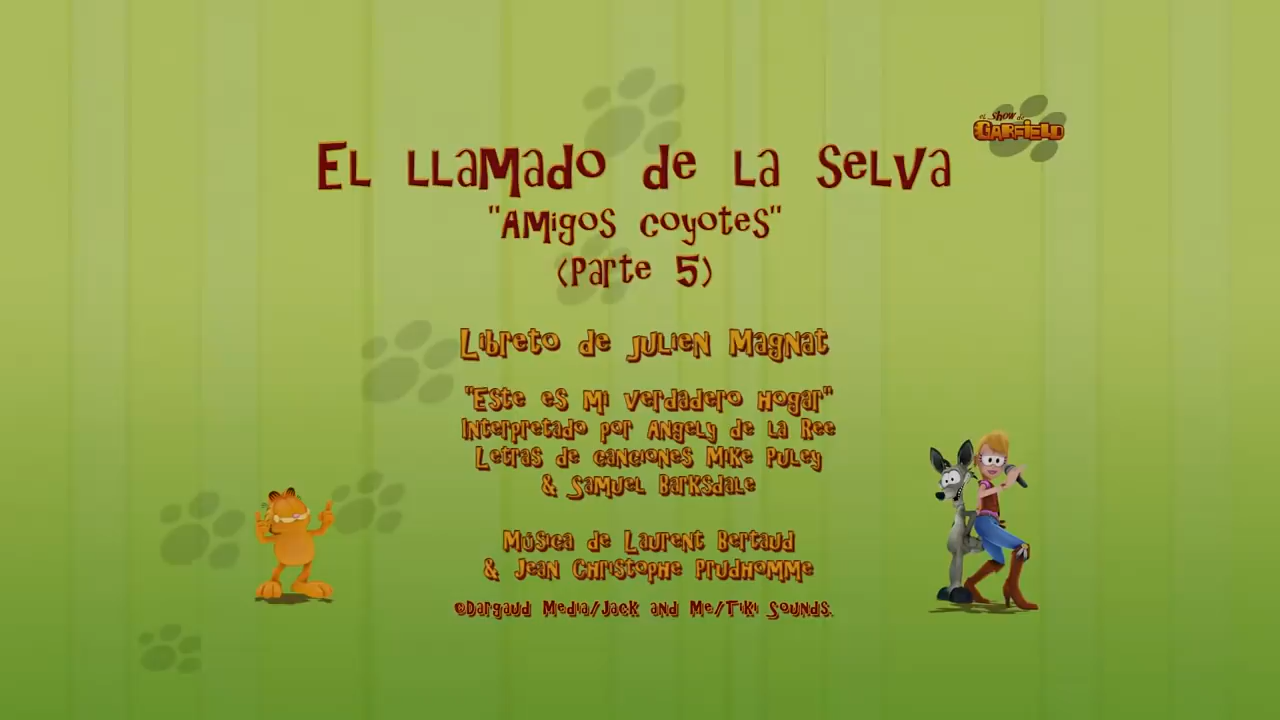 EL SHOW DE
GARFIELD
EL LLAMADO DE LA SELVA
"AMIGOS COYOTES"
(PARTE 5)
LIBRETO DE JULIEN MAGNAT
"ESTE ES MI VERDADERO HOGAR"
INTERPRETADO POR ANGELY DE LA REE
LETRAS DE CANCIONES MIKE PULEY
& SAMUEL BARKSDALE
MÚSICA DE LAURENT BERTAUD
& JEAN CHRISTOPHE PRUDHOMME
©DARGAUD MEDIA/JACK AND ME/TIKI SOUNDS.